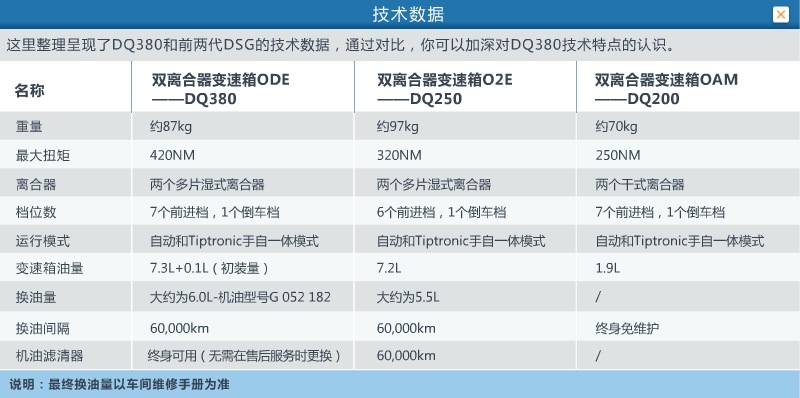 技术数据
这里整理呈现了DQ380和前两代DSG的技术数据，通过对比，你可以加深对DQ380技术特点的认识。
名称 双离合器变速箱ODE ——DQ380 双离合器变速箱O2E ——DQ250 双离合器变速箱OAM ——DQ200
重量 约87kg 约97kg 约70kg
最大扭矩 420NM 320NM 250NM
离合器 两个多片湿式离合器 两个多片湿式离合器 两个干式离合器
档位数 7个前进档，1个倒车档 6个前进档，1个倒车档 7个前进档，1个倒车档
运行模式 自动和Tiptronic手自一体模式 自动和Tiptronic手自一体模式 自动和Tiptronic手自一体模式
变速箱油量 7.3L+0.1L（初装量） 7.2L 1.9L
换油量 大约为6.0L-机油型号G 052 182 大约为5.5L /
换油间隔 60,000km 60,000km 终身免维护
机油滤清器 终身可用（无需在售后服务时更换） 60,000km /
说明：最终换油量以车间维修手册为准